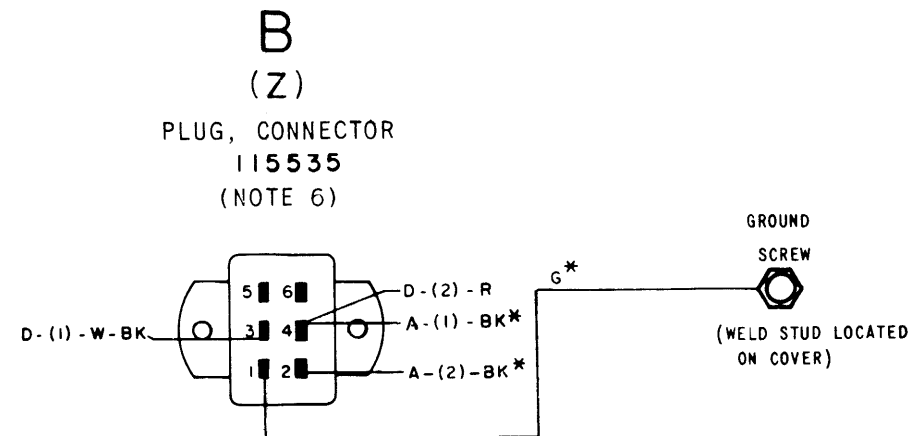 B
(Z)
PLUG, CONNECTOR
115535
(NOTE 6)
GROUND
SCREW
G*
(WELD STUD LOCATED
ON COVER)
5 6
D-(2)-R
D-(1)-W-BK
3 4
A-(1)-BK*
1 2
A-(2)-BK*